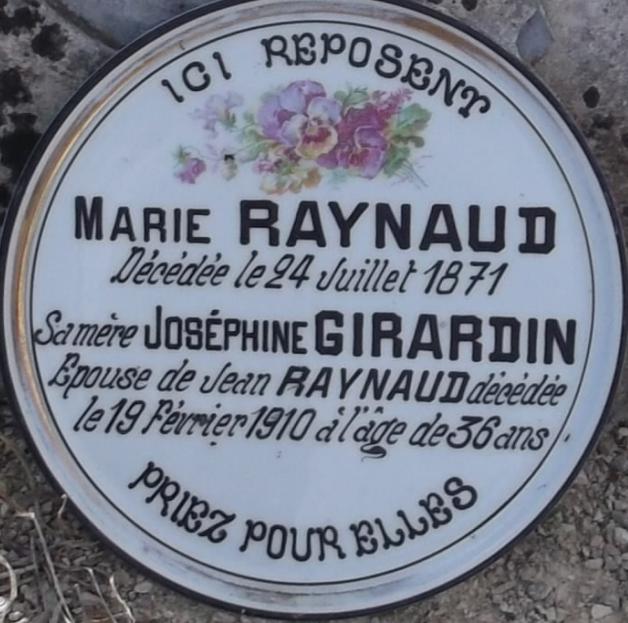 ICI REPOSENT
MARIE RAYNAUD
Décédée le 24 Juillet 1871
Sa mère JOSÉPHINE GIRARDIN
Epouse de Jean RAYNAUD décédée
le 19 Février 1910 à l'âge de 36 ans.
PRIEZ POUR ELLES